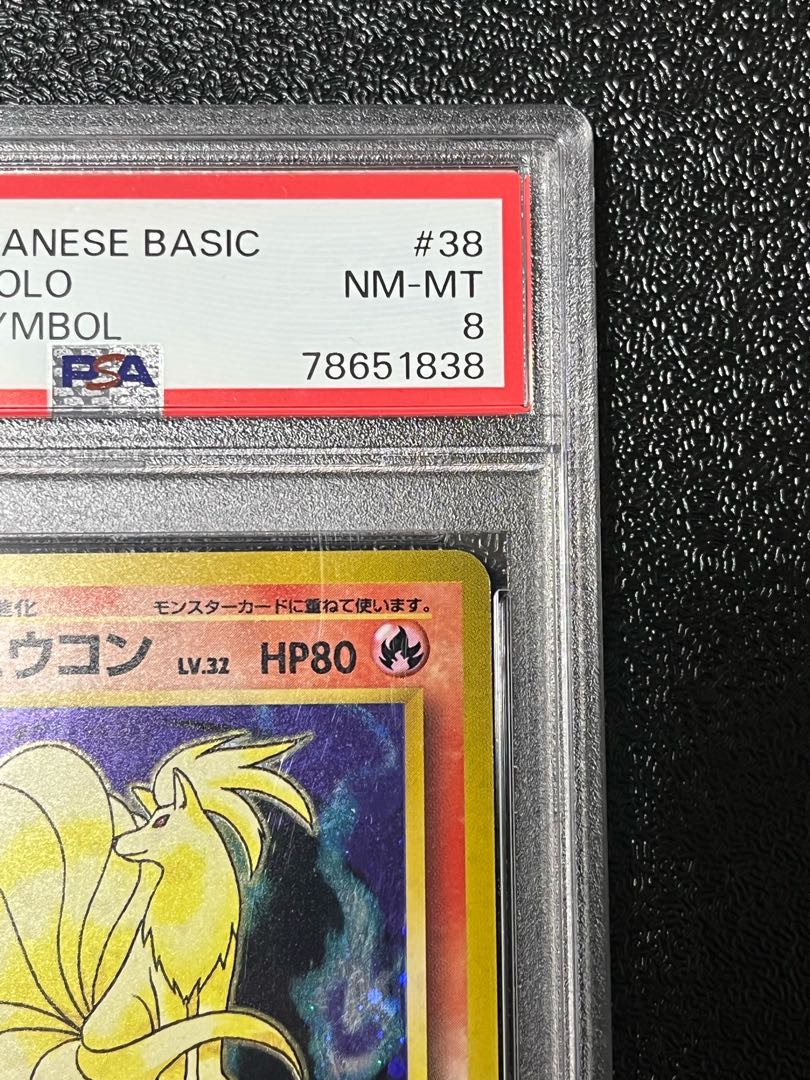 ANESE BASIC #38
OLO NM-MT
YMBOL 8
PSA 78651838
進化 モンスターカードに重ねて使います。
ュウコン LV.32 HP80